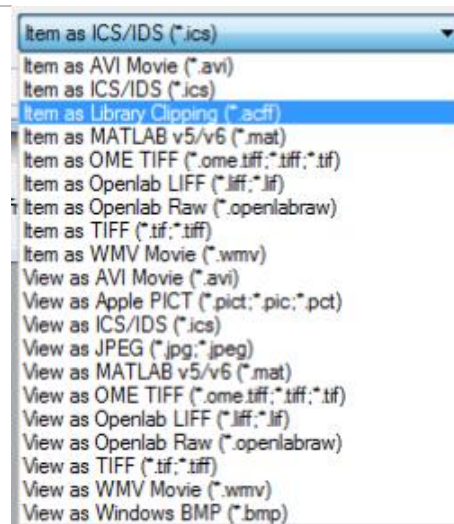 Item as ICS/IDS (*.ics)
Item as AVI Movie (*.avi)
Item as ICS/IDS (*.ics)
Item as Library Clipping (*.acff)
Item as MATLAB v5/v6 (*.mat)
Item as OME TIFF (*.ome.tiff;*.tiff;*.tif)
Item as Openlab LIFF (*.liff;*.lif)
Item as Openlab Raw (*.openlabraw)
Item as TIFF (*.tif;*.tiff)
Item as WMV Movie (*.wmv)
View as AVI Movie (*.avi)
View as Apple PICT (*.pict;*.pic;*.pct)
View as ICS/IDS (*.ics)
View as JPEG (*.jpg;*.jpeg)
View as MATLAB v5/v6 (*.mat)
View as OME TIFF (*.ome.tiff;*.tiff;*.tif)
View as Openlab LIFF (*.liff;*.lif)
View as Openlab Raw (*.openlabraw)
View as TIFF (*.tif;*.tiff)
View as WMV Movie (*.wmv)
View as Windows BMP (*.bmp)